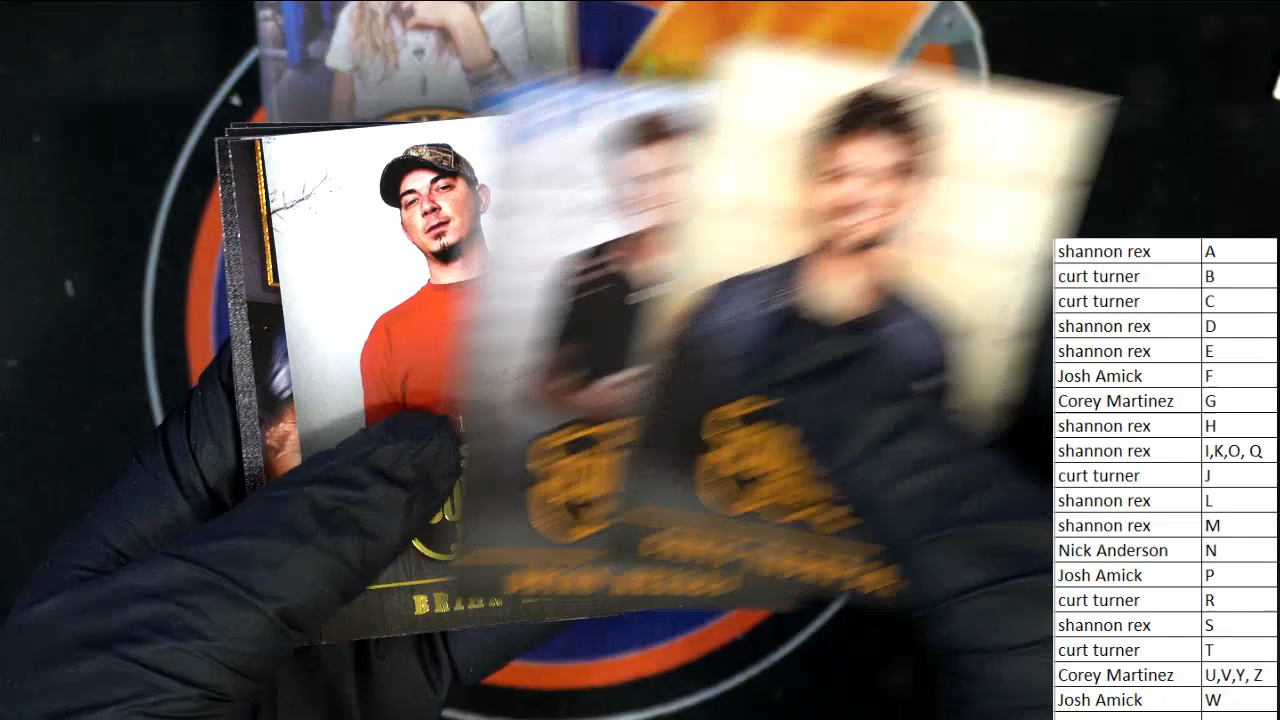 BRIAN
shannon rex A
curt turner B
curt turner C
shannon rex D
shannon rex E
Josh Amick F
Corey Martinez G
shannon rex H
shannon rex I,K,O, Q
curt turner J
shannon rex L
shannon rex M
Nick Anderson N
Josh Amick P
curt turner R
shannon rex S
curt turner T
Corey Martinez U,V,Y, Z
Josh Amick W